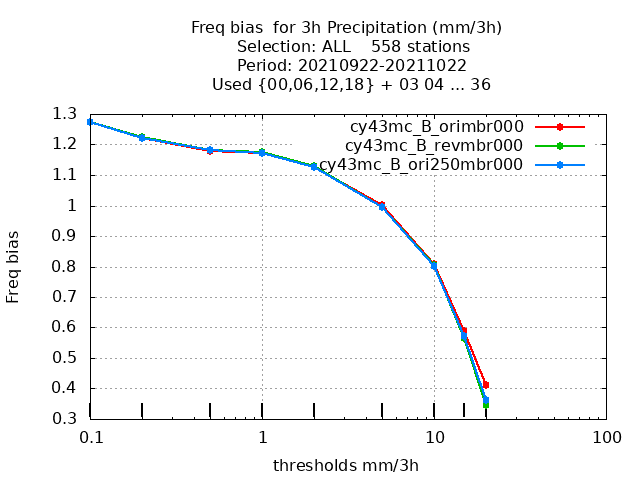 Freq bias  for 3h Precipitation (mm/3h)
Selection: ALL    558 stations
Period: 20210922-20211022
Used {00,06,12,18} + 03 04 ... 36
1.3
cy43mc_B_orimbr000
1.2
cy43mc_B_revmbr000
cy43mc_B_ori250mbr000
1.1
1
0.9
Freq bias
0.8
0.7
0.6
0.5
0.4
0.3
0.1 1 10 100
thresholds mm/3h